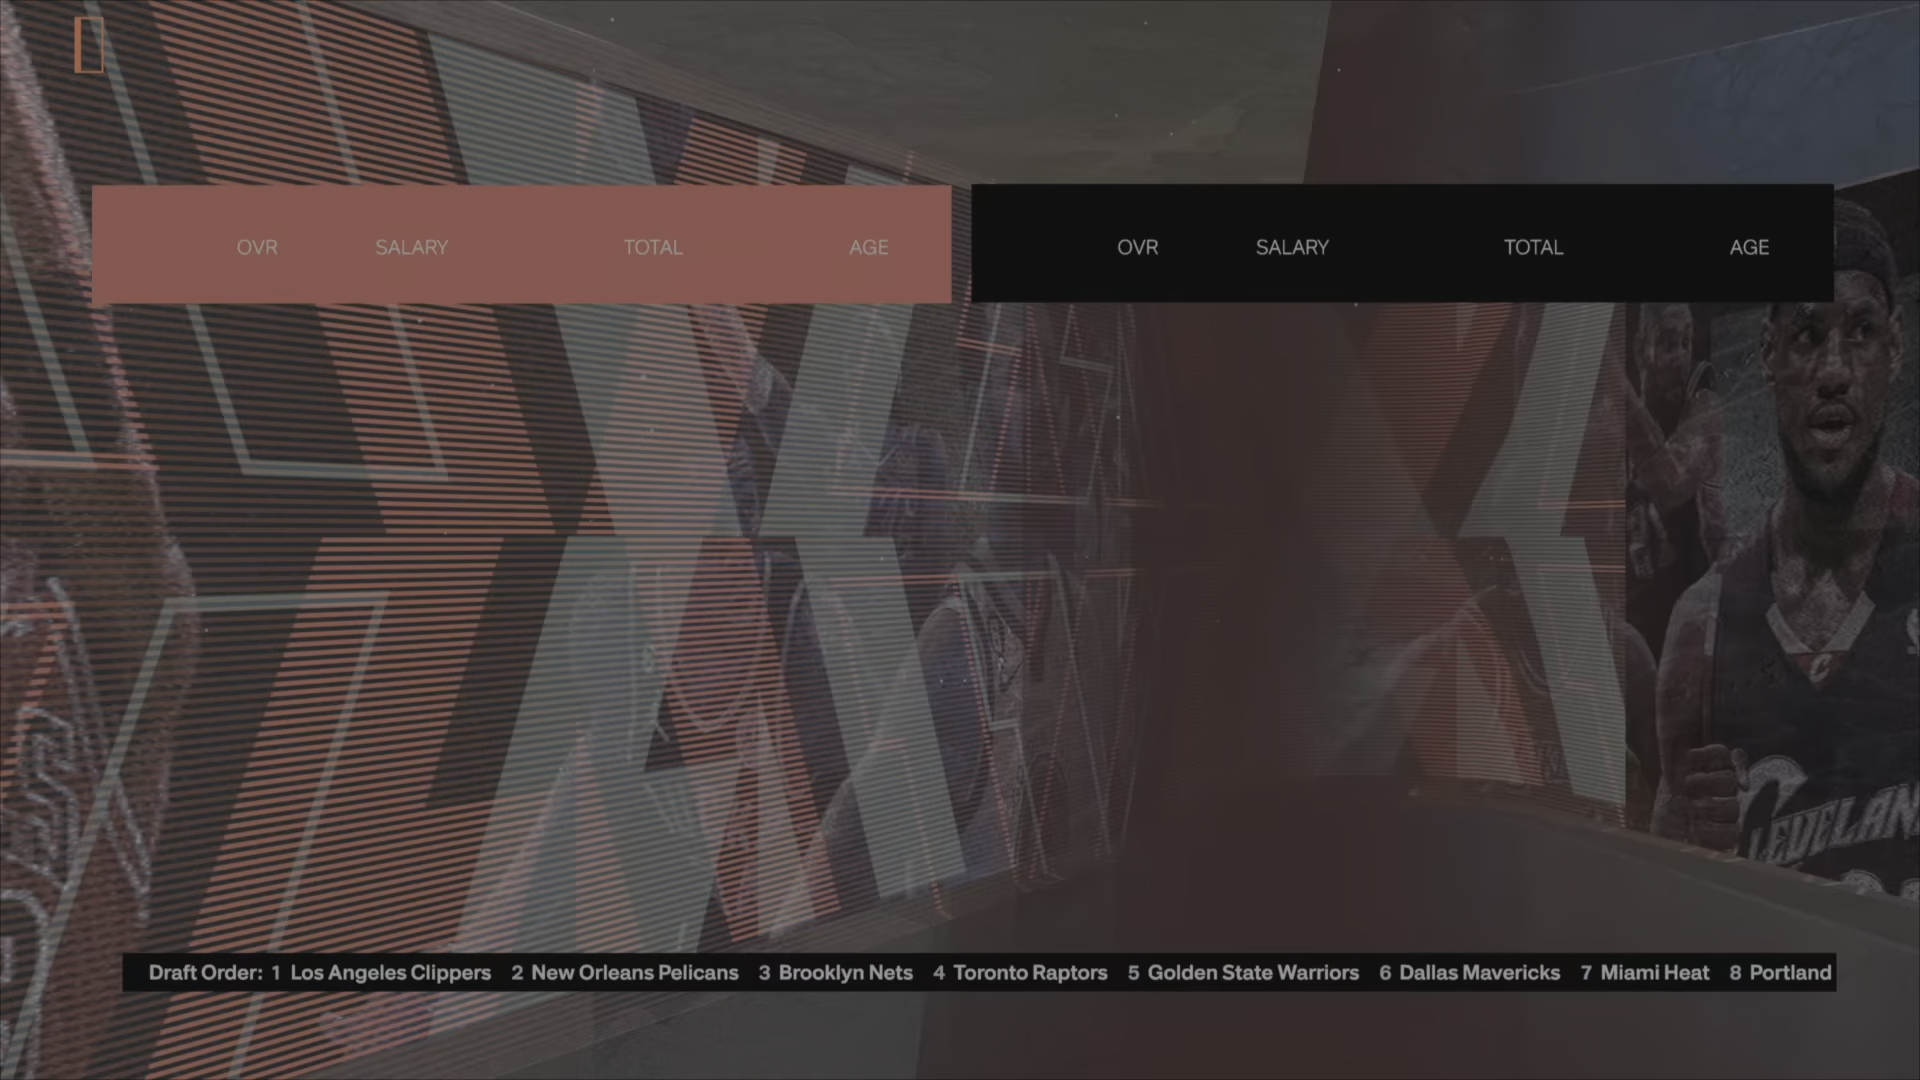 OVR SALARY TOTAL AGE
OVR SALARY TOTAL AGE
CLEVELAN
Draft Order: 1 Los Angeles Clippers 2 New Orleans Pelicans 3 Brooklyn Nets 4 Toronto Raptors 5 Golden State Warriors 6 Dallas Mavericks 7 Miami Heat 8 Portland